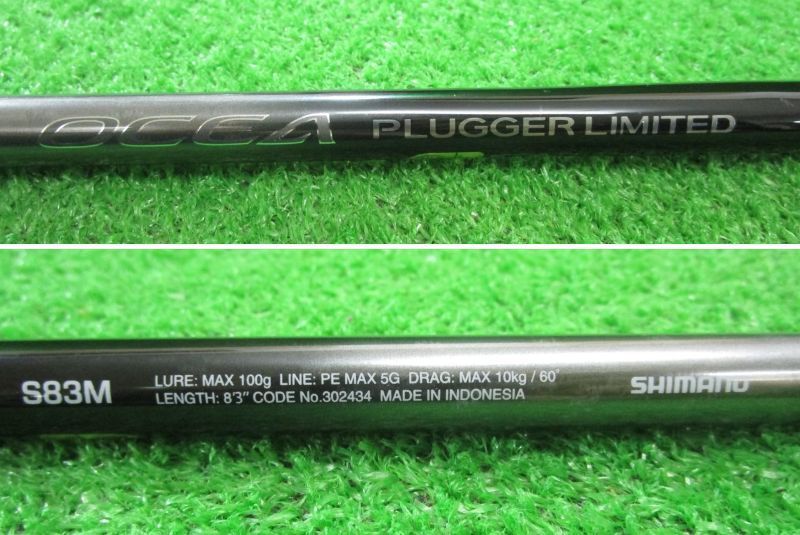 OCEA PLUGGER LIMITED
S83M
LURE: MAX 100g LINE: PE MAX 5G DRAG: MAX 10kg / 60°
LENGTH: 8'3" CODE No.302434 MADE IN INDONESIA
SHIMANO